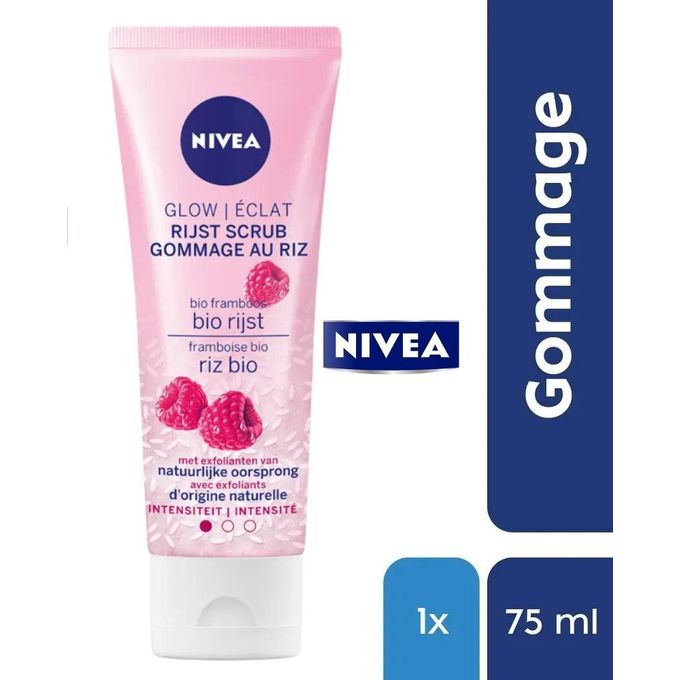 NIVEA
GLOW | ÉCLAT
RIJST SCRUB
GOMMAGE AU RIZ
bio framboos
bio rijst
framboise bio
riz bio
met exfolianten van
natuurlijke oorsprong
avec exfoliants
d'origine naturelle
INTENSITEIT | INTENSITÉ
NIVEA
Gommage
1x
75 ml